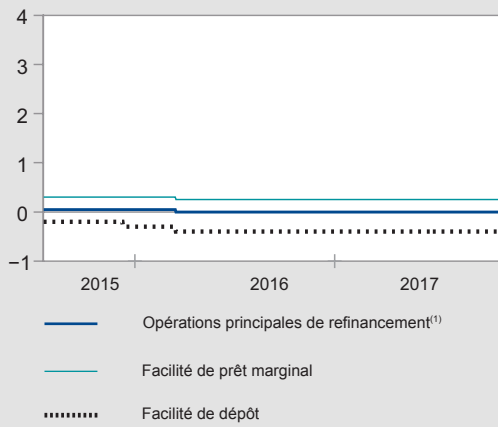 4
3
2
1
0
−1
2015 2016 2017
Opérations principales de refinancement(1)
Facilité de prêt marginal
Facilité de dépôt